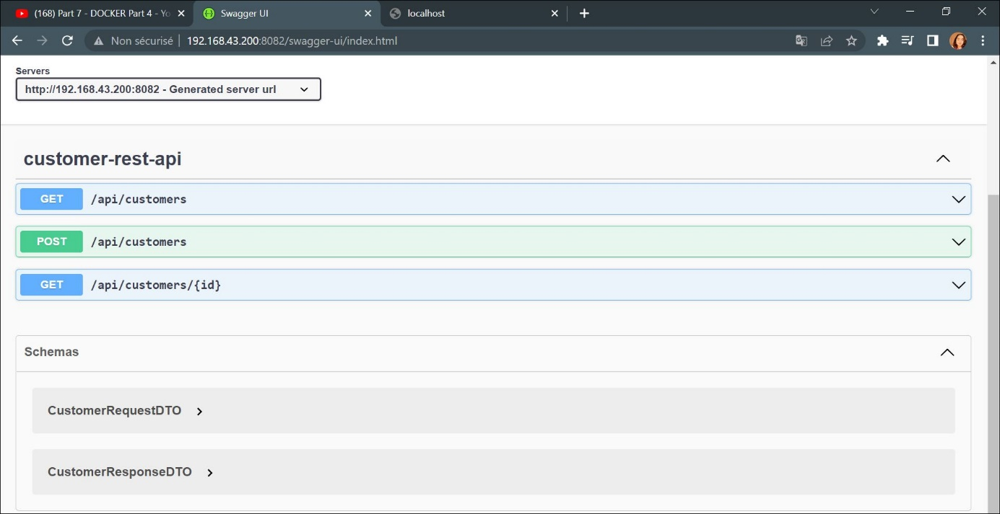 (168) Part 7 - DOCKER Part 4 - Yo
Swagger UI
localhost
Non sécurisé
192.168.43.200:8082/swagger-ui/index.html
Servers
http://192.168.43.200:8082 - Generated server url
customer-rest-api
GET /api/customers
POST /api/customers
GET /api/customers/{id}
Schemas
CustomerRequestDTO
CustomerResponseDTO